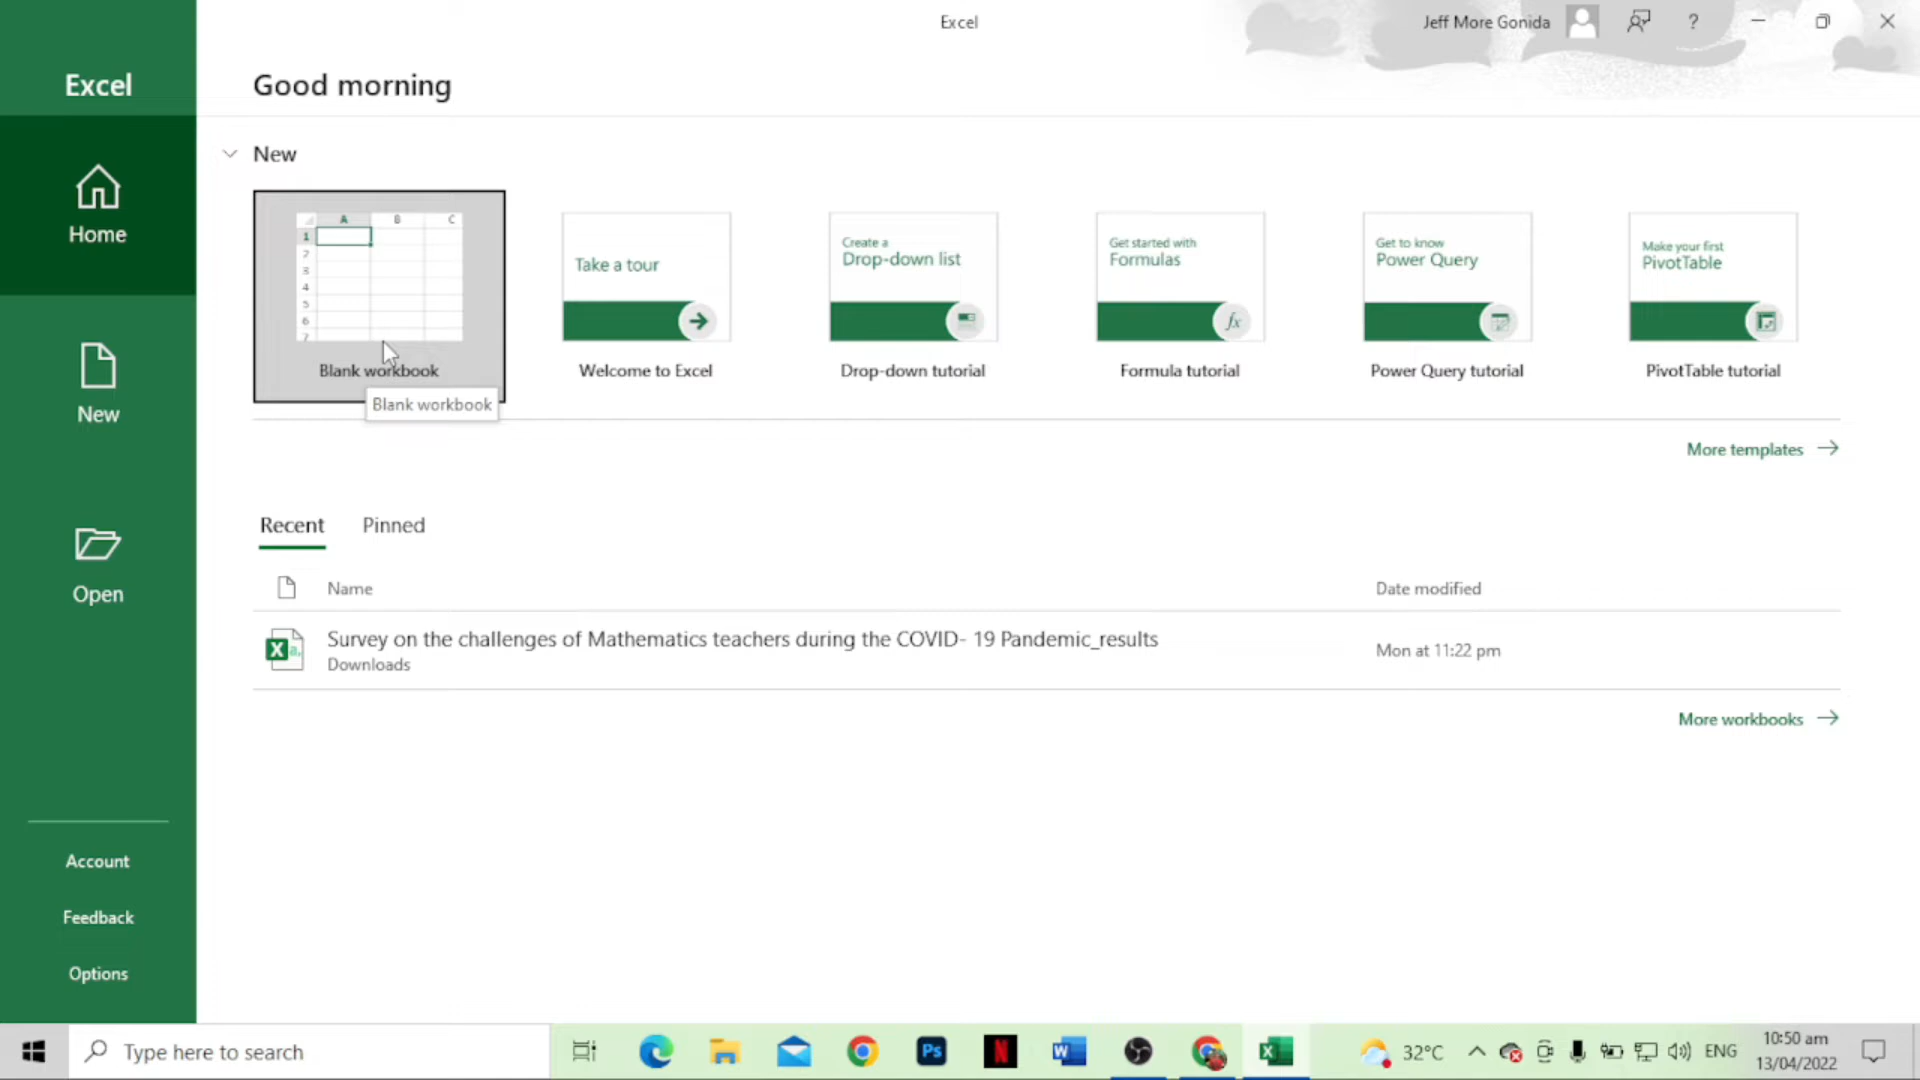 Excel
Jeff More Gonida
?
Excel
Good morning
Home
New
Open
Account
Feedback
Options
New
A B C
1
2
3
4
5
6
7
Blank workbook
Blank workbook
Take a tour
Welcome to Excel
Create a
Drop-down list
Drop-down tutorial
Get started with
Formulas
fx
Formula tutorial
Get to know
Power Query
Power Query tutorial
Make your first
PivotTable
PivotTable tutorial
More templates
Recent Pinned
Name Date modified
X a,
Survey on the challenges of Mathematics teachers during the COVID- 19 Pandemic_results
Downloads
Mon at 11:22 pm
More workbooks
Type here to search
Ps
N
W
X
32°C
ENG
10:50 am
13/04/2022